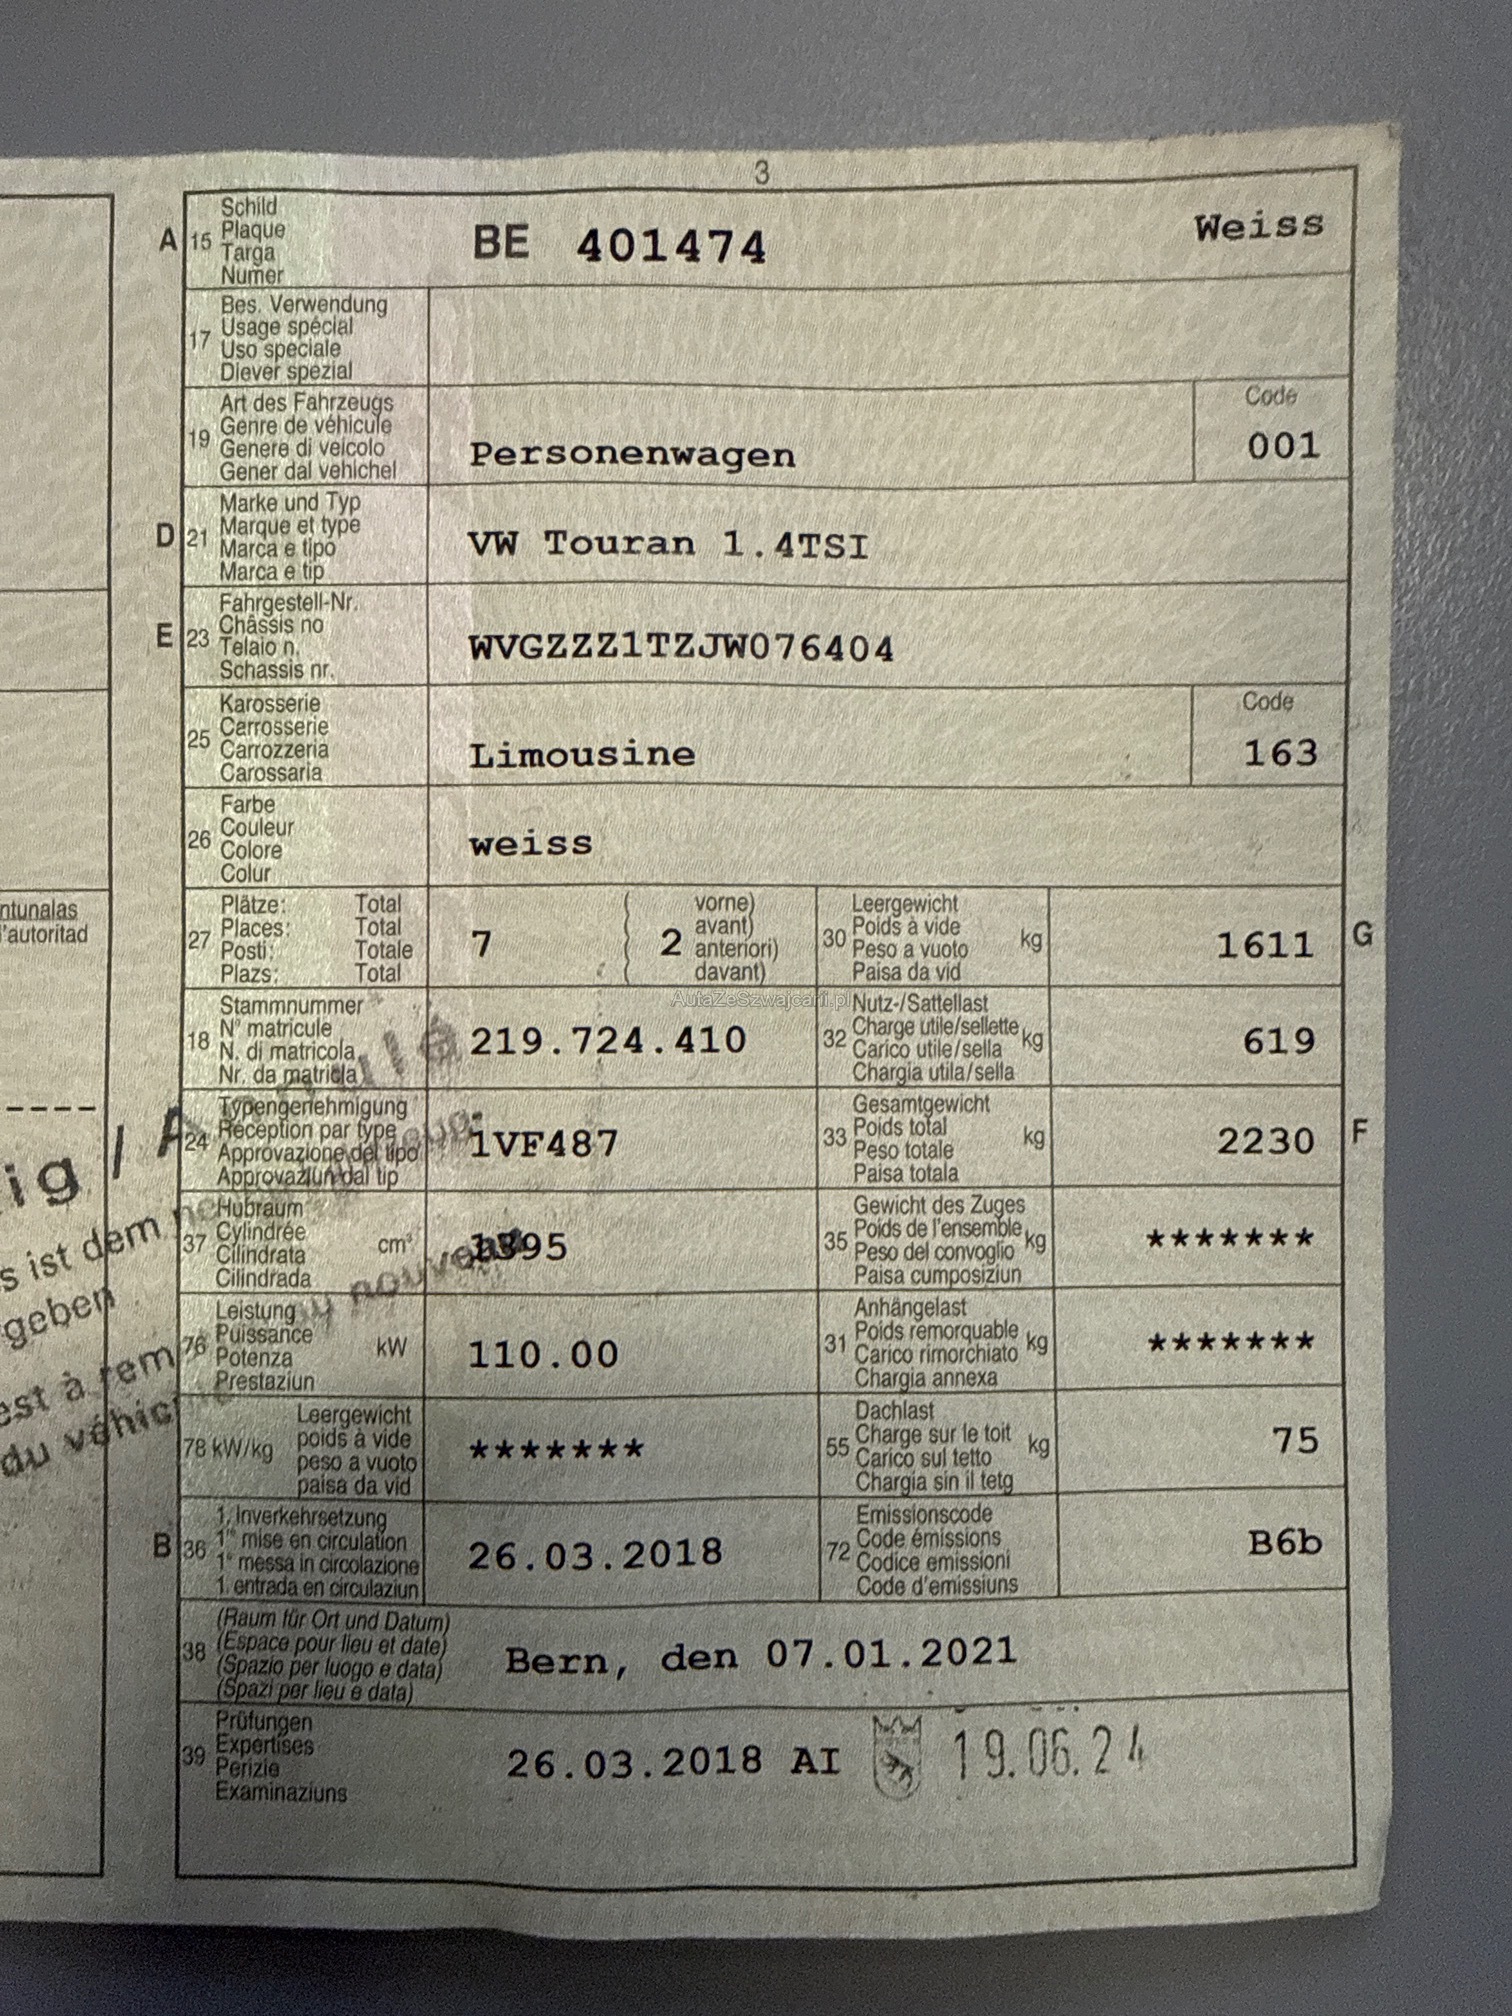 3
A 15 Schild
Plaque
Targa
Numer
BE 401474 Weiss
17 Bes. Verwendung
Usage spécial
Uso speciale
Diever spezial
19 Art des Fahrzeugs
Genre de véhicule
Genere di veicolo
Gener dal vehichel
Personenwagen
Code
001
D 21 Marke und Typ
Marque et type
Marca e tipo
Marca e tip
VW Touran 1.4TSI
E 23 Fahrgestell-Nr.
Châssis no
Telaio n.
Schassis nr.
WVGZZZ1TZJW076404
25 Karosserie
Carrosserie
Carrozzeria
Carossaria
Limousine
Code
163
26 Farbe
Couleur
Colore
Colur
weiss
27 Plätze: Total
Places: Total
Posti: Totale
Plazs: Total
7 ( 2 vorne)
( avant)
( anteriori)
( davant)
30 Leergewicht
Poids à vide
Peso a vuoto
Paisa da vid
kg 1611 G
AutaZeSzwajcarii.pl
18 Stammnummer
N° matricule
N. di matricola
Nr. da matricla
219.724.410
32 Nutz-/Sattellast
Charge utile/sellette
Carico utile/sella
Chargia utila/sella
kg 619
24 Typengenehmigung
Réception par type
Approvazione del tipo
Approvaziun dal tip
1VF487
33 Gesamtgewicht
Poids total
Peso totale
Paisa totala
kg 2230 F
37 Hubraum
Cylindrée
Cilindrata
Cilindrada
cm³ 1395
35 Gewicht des Zuges
Poids de l'ensemble
Peso del convoglio
Paisa cumposiziun
kg *******
76 Leistung
Puissance
Potenza
Prestaziun
kW 110.00
31 Anhängelast
Poids remorquable
Carico rimorchiato
Chargia annexa
kg *******
78 kW/kg Leergewicht
poids à vide
peso a vuoto
paisa da vid
*******
55 Dachlast
Charge sur le toit
Carico sul tetto
Chargia sin il tetg
kg 75
B 36 1. Inverkehrsetzung
1re mise en circulation
1a messa in circolazione
1. entrada en circulaziun
26.03.2018
72 Emissionscode
Code émissions
Codice emissioni
Code d'emissiuns
B6b
38 (Raum für Ort und Datum)
(Espace pour lieu et date)
(Spazio per luogo e data)
(Spazi per lieu e data)
Bern, den 07.01.2021
39 Prüfungen
Expertises
Perizie
Examinaziuns
26.03.2018 AI 19.06.24
ntunalas
l'autoritad
ig / Annulé
s ist dem
geben
est à rem
nouveau
du véhic